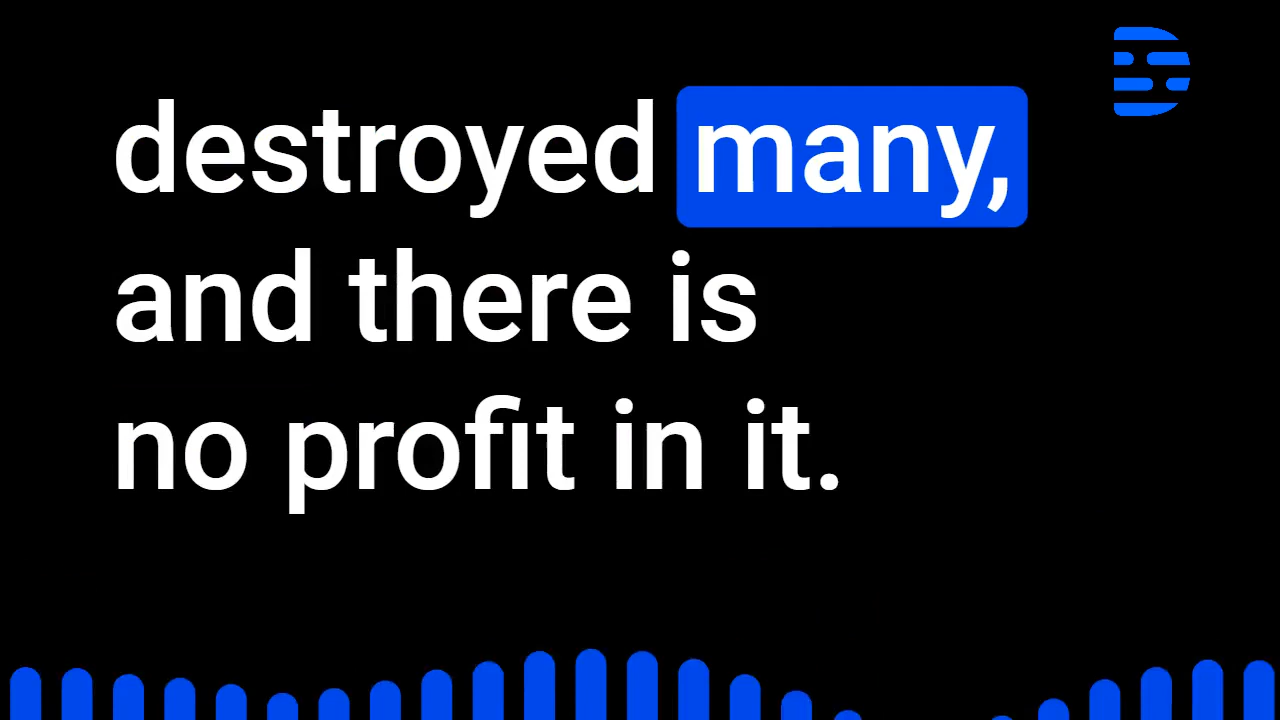 destroyed many,
and there is
no profit in it.